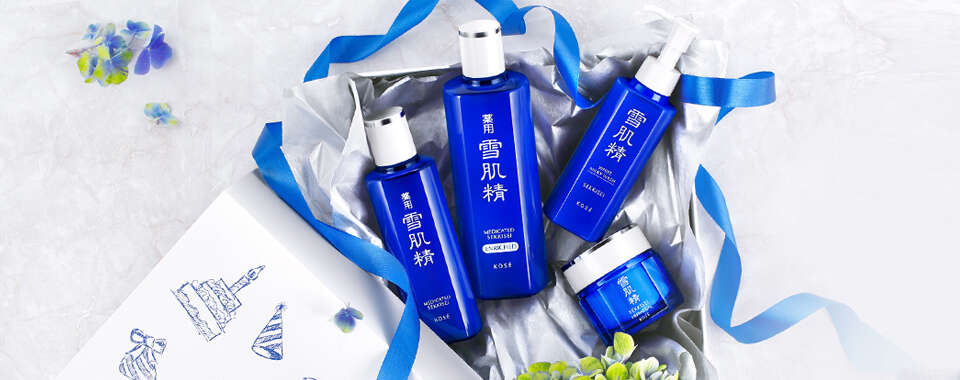 薬用
雪肌精
MEDICATED
SEKKISEI
KOSÉ
薬用
雪肌精
MEDICATED
SEKKISEI
ENRICHED
KOSÉ
雪肌精
SEKKISEI
KOSÉ
雪肌精
SEKKISEI